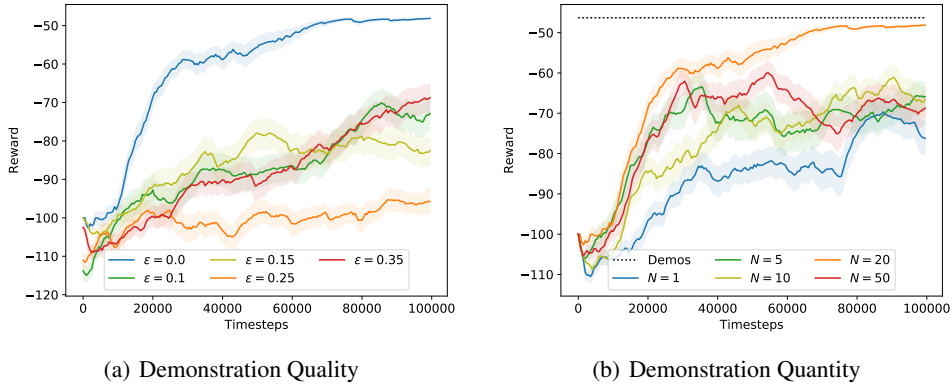 −50
−60
−70
−80
−90
−100
−110
−120
Reward
0 20000 40000 60000 80000 100000
Timesteps
ε = 0.0 ε = 0.15 ε = 0.35
ε = 0.1 ε = 0.25
(a) Demonstration Quality
−50
−60
−70
−80
−90
−100
−110
Reward
0 20000 40000 60000 80000 100000
Timesteps
Demos N = 5 N = 20
N = 1 N = 10 N = 50
(b) Demonstration Quantity